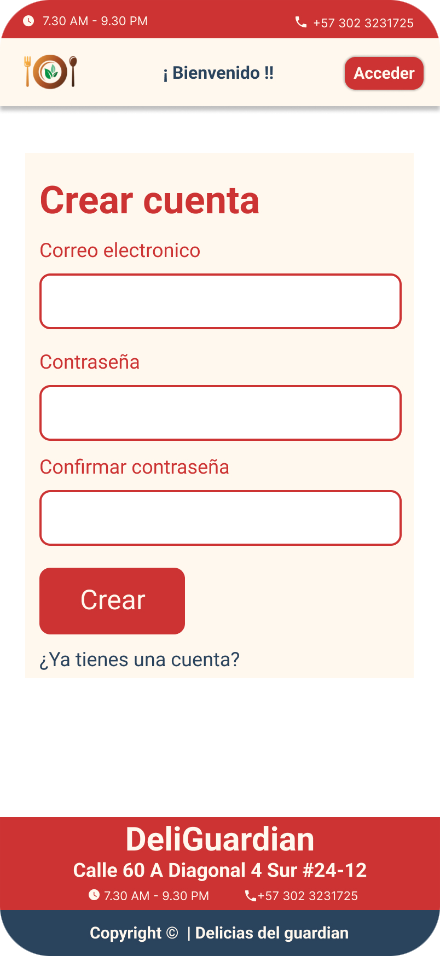 7.30 AM - 9.30 PM +57 302 3231725
¡ Bienvenido !! Acceder
Crear cuenta
Correo electronico
Contraseña
Confirmar contraseña
Crear
¿Ya tienes una cuenta?
DeliGuardian
Calle 60 A Diagonal 4 Sur #24-12
7.30 AM - 9.30 PM +57 302 3231725
Copyright © | Delicias del guardian